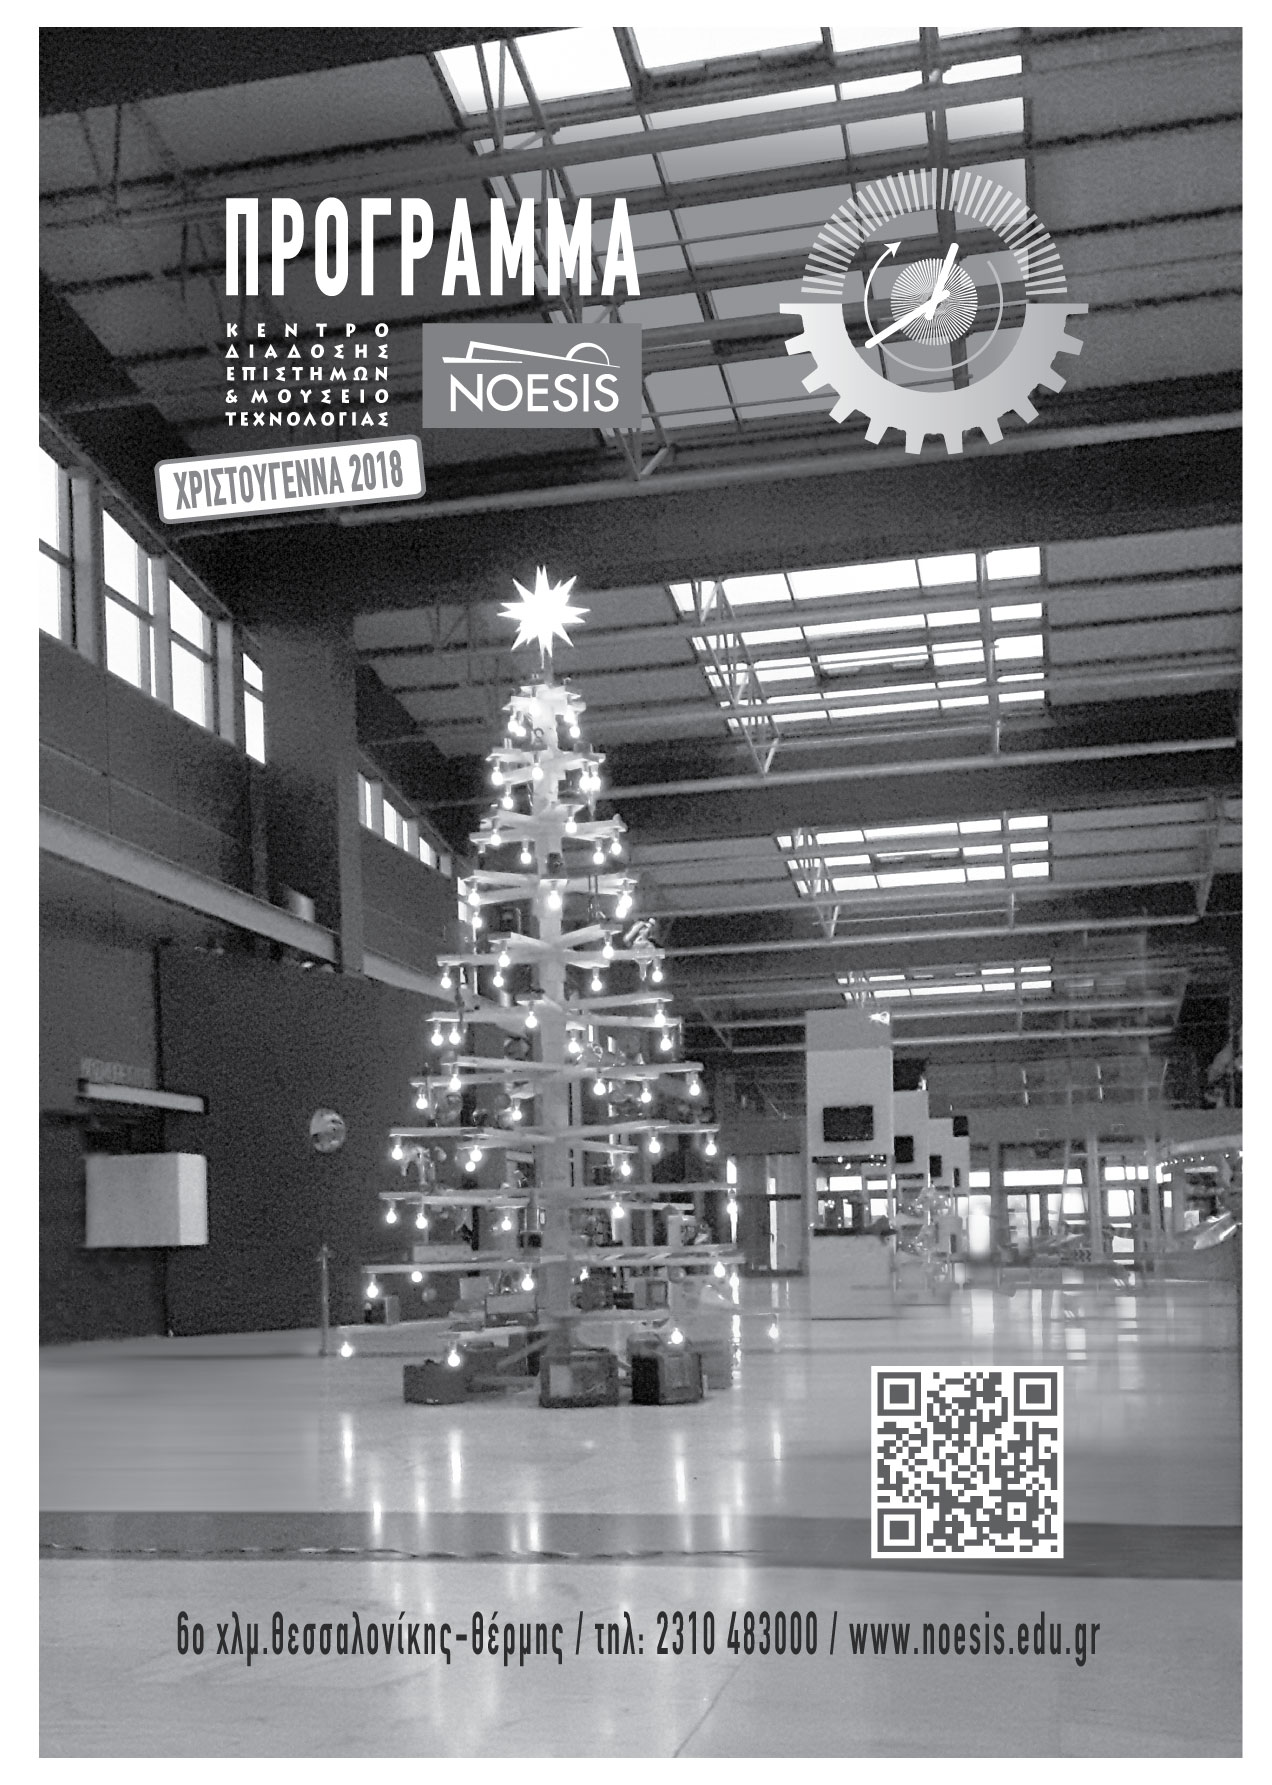 ΠΡΟΓΡΑΜΜΑ
ΚΕΝΤΡΟ
ΔΙΑΔΟΣΗΣ
ΕΠΙΣΤΗΜΩΝ
& ΜΟΥΣΕΙΟ
ΤΕΧΝΟΛΟΓΙΑΣ
NOESIS
ΧΡΙΣΤΟΥΓΕΝΝΑ 2018
6ο χλμ.Θεσσαλονίκης-Θέρμης / τηλ: 2310 483000 / www.noesis.edu.gr